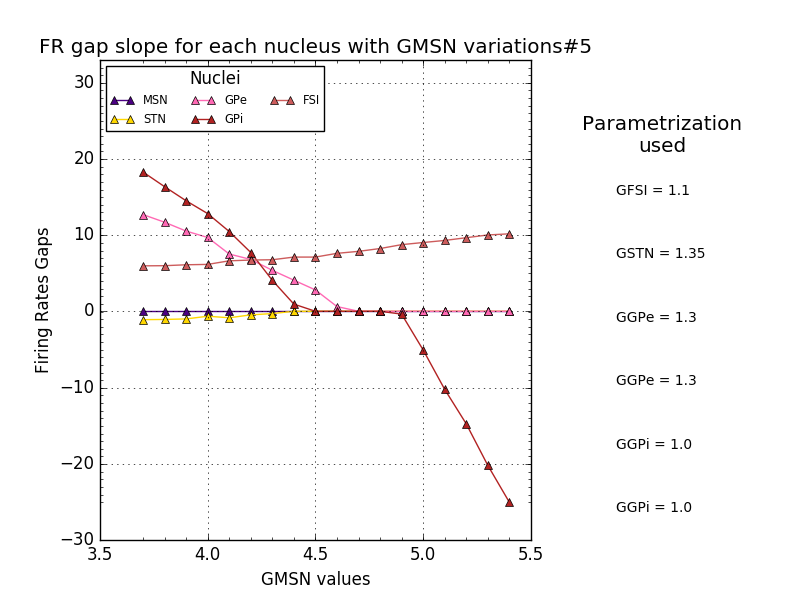 FR gap slope for each nucleus with GMSN variations#5
Nuclei
MSN GPe FSI
STN GPi
30
20
10
0
−10
−20
−30
Firing Rates Gaps
3.5 4.0 4.5 5.0 5.5
GMSN values
Parametrization
used
GFSI = 1.1
GSTN = 1.35
GGPe = 1.3
GGPe = 1.3
GGPi = 1.0
GGPi = 1.0